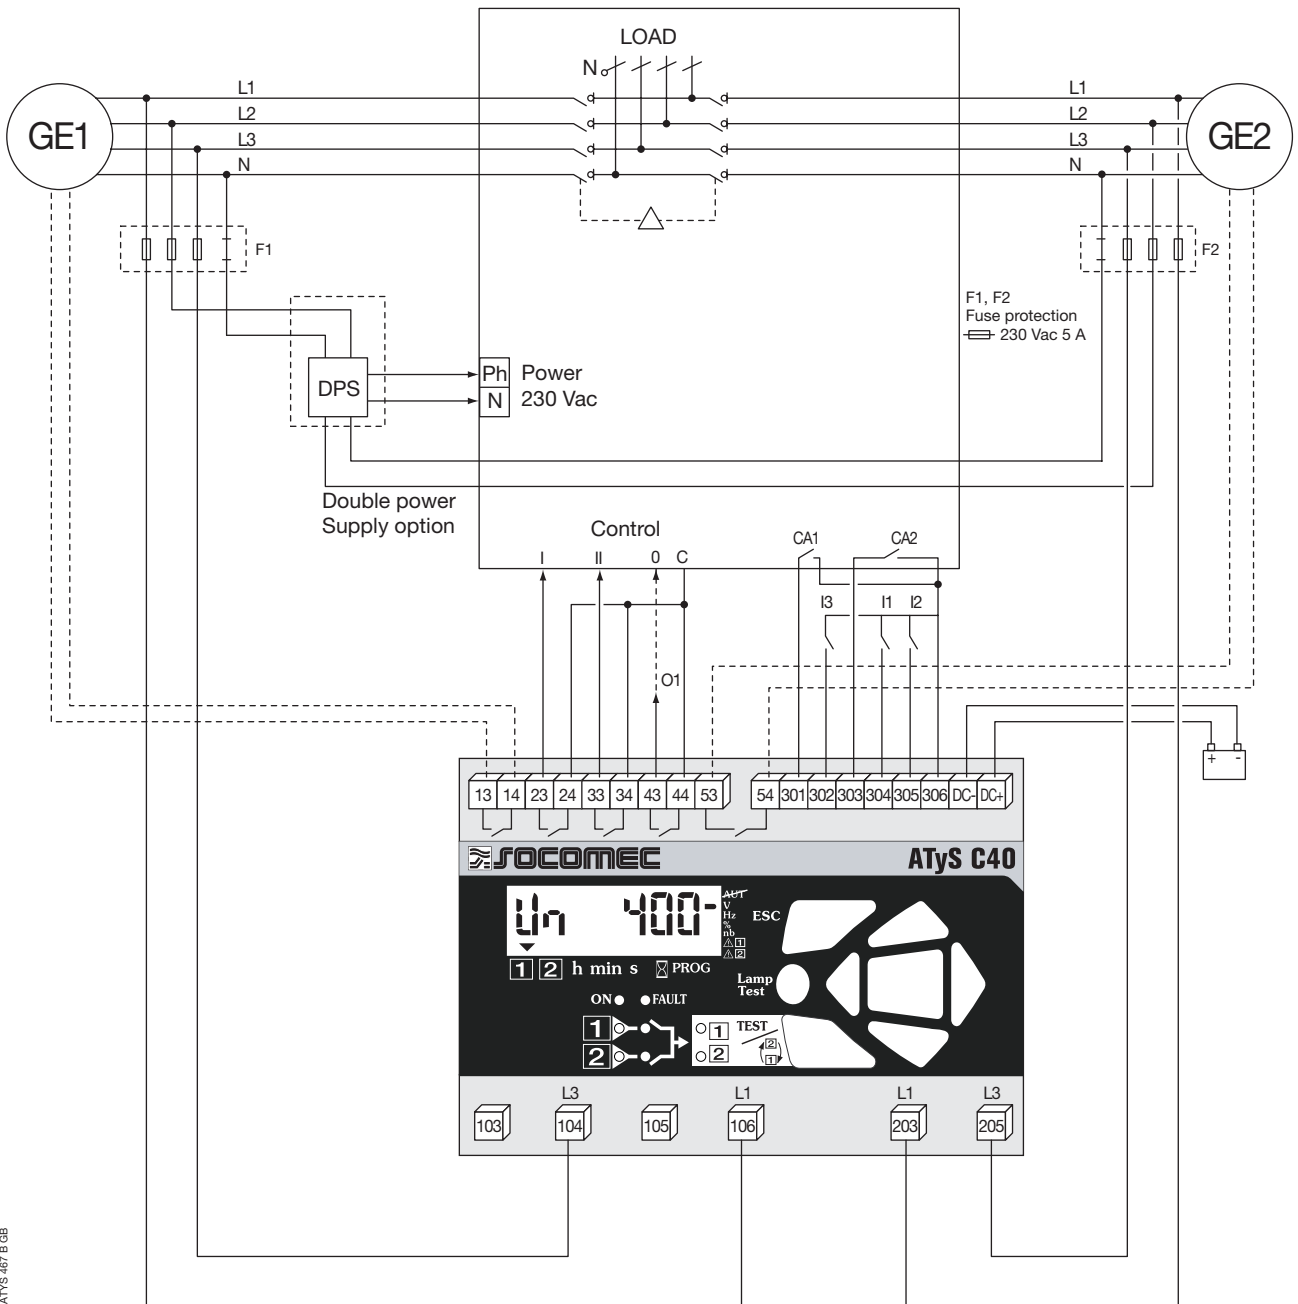 LOAD
N
L1
L1
GE1
L2
L2
GE2
L3
L3
N
N
F1
F2
F1, F2
Fuse protection
230 Vac 5 A
DPS
Ph
Power
N
230 Vac
Double power
Supply option
Control
CA1
CA2
I
II
0
C
I3
I1
I2
O1
+
-
13
14
23
24
33
34
43
44
53
54
301
302
303
304
305
306
DC-
DC+
socomec
ATyS C40
Un 400-
AUT
V
Hz
%
nb
1
2
ESC
1 2 h min s PROG
Lamp
Test
ON FAULT
1
2
1 TEST
2
2
1
L3
L1
L1
L3
103
104
105
106
203
205
ATYS 467 B GB